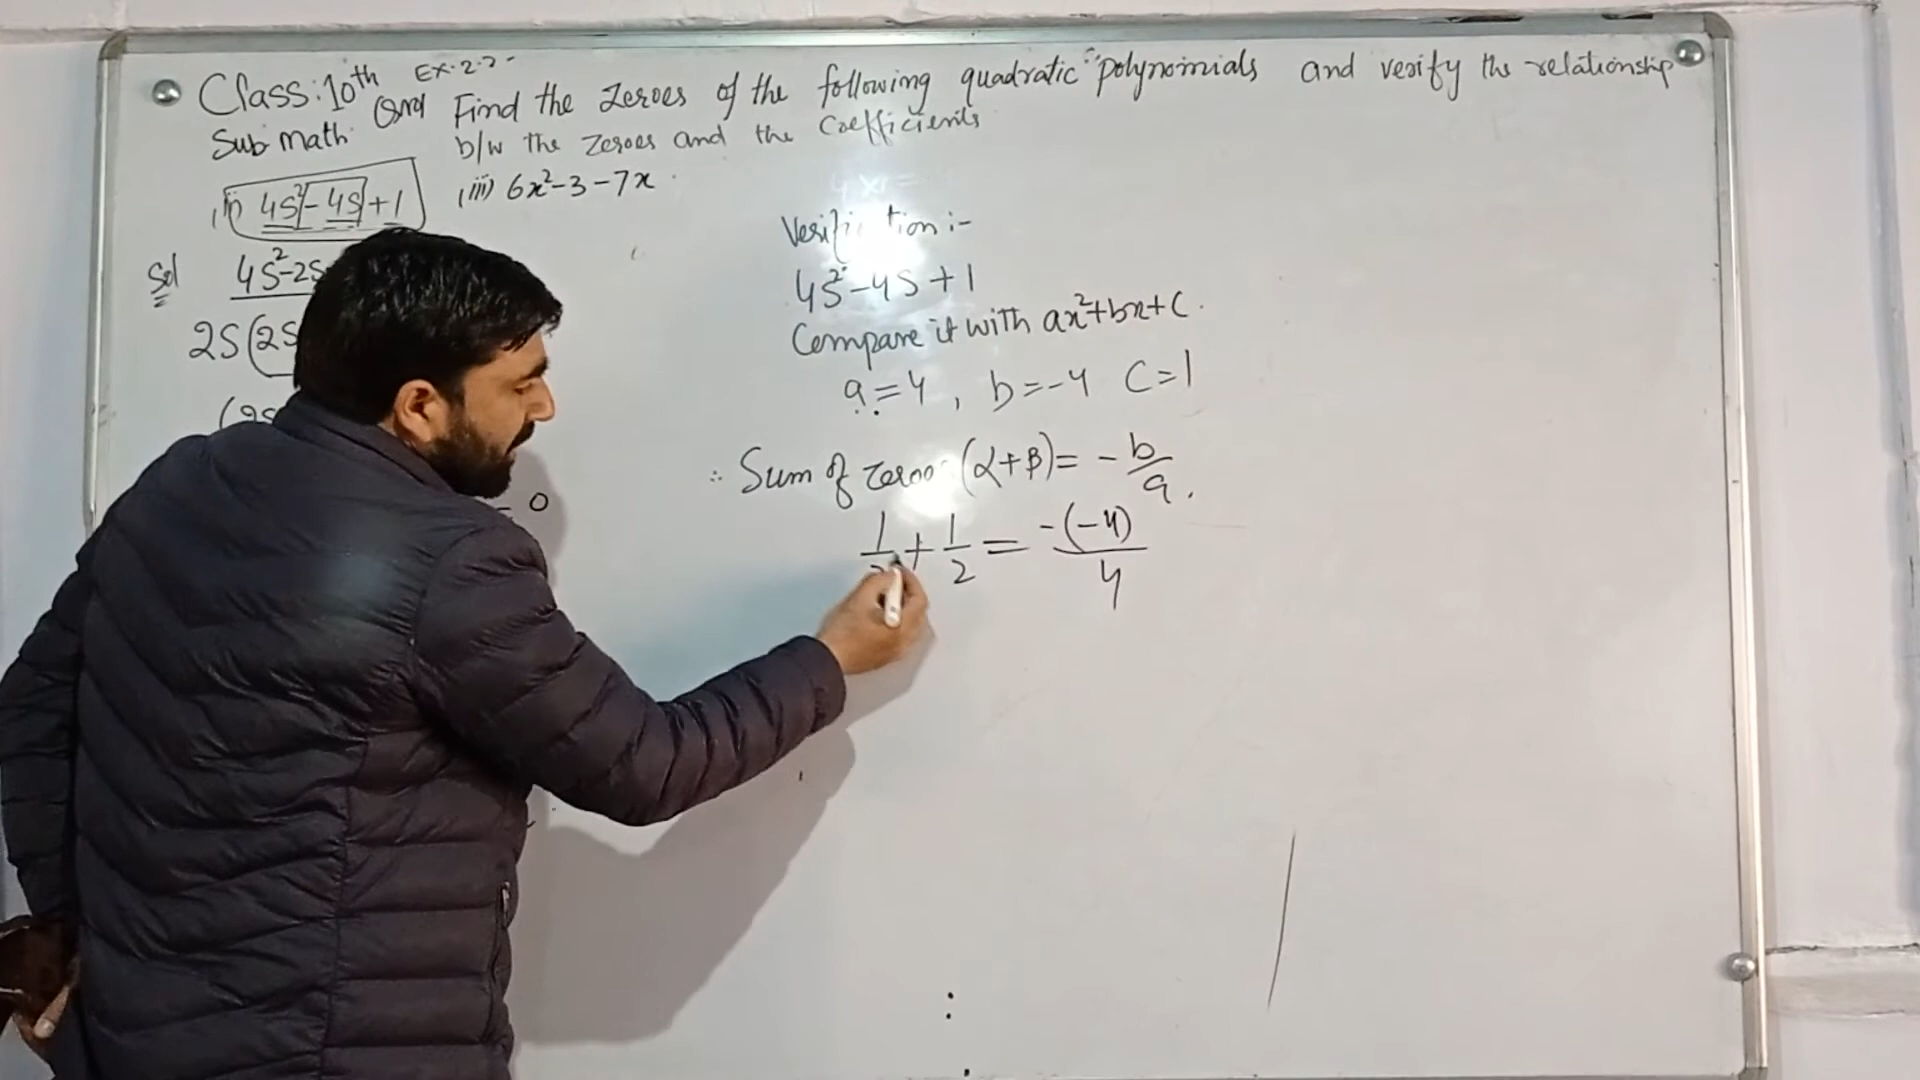 Class: 10th Ex. 2.2
Sub: Math Qn1 Find the Zeroes of the following quadratic polynomials and verify the relationship
b/w the Zeroes and the Coefficients
(ii) 4S²-4S+1 (iii) 6x²-3-7x
Sol 4S²-2S
2S(2S
(2S
= 0
Verification :-
4S²-4S+1
Compare it with ax²+bx+c.
a=4, b=-4 C=1
∴ Sum of zeroes (α+β)= -b/a
1/2+1/2=-(-4)/4